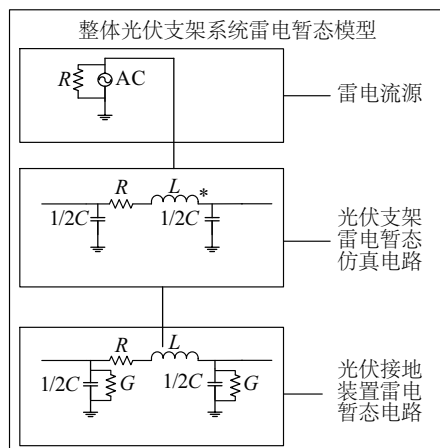 整体光伏支架系统雷电暂态模型
R AC
雷电流源
R L *
1/2C 1/2C
光伏支架
雷电暂态
仿真电路
R L
1/2C G 1/2C G
光伏接地
装置雷电
暂态电路